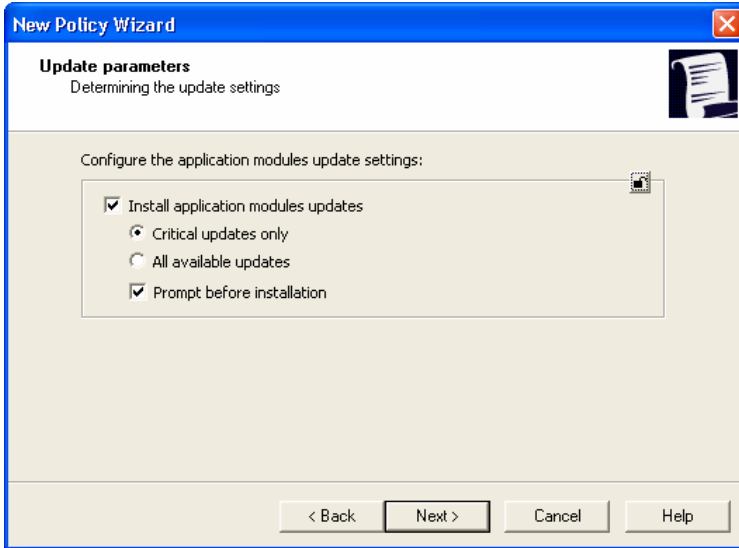 New Policy Wizard
Update parameters
Determining the update settings
Configure the application modules update settings:
Install application modules updates
Critical updates only
All available updates
Prompt before installation
< Back
Next >
Cancel
Help